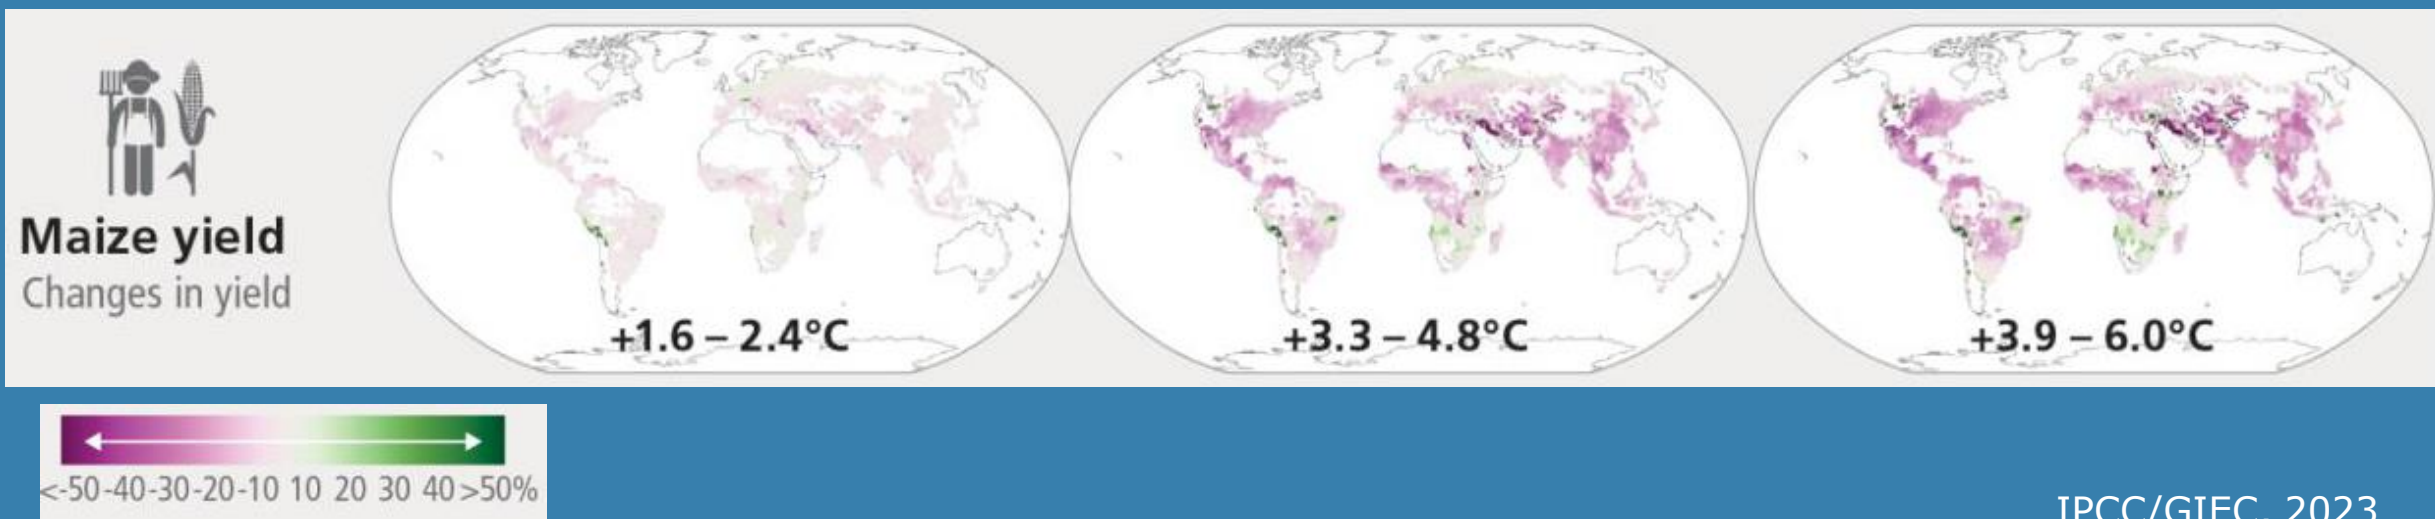 Maize yield
Changes in yield
+1.6 – 2.4°C
+3.3 – 4.8°C
+3.9 – 6.0°C
<-50 -40 -30 -20 -10 10 20 30 40 >50%
IPCC/GIEC, 2023